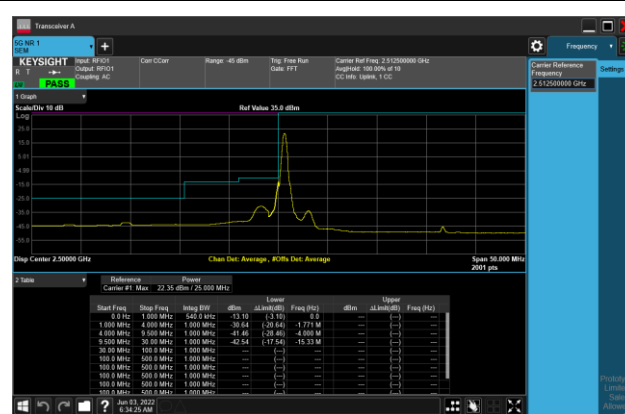 Transceiver A
5G NR 1
SEM
+
Frequency
KEYSIGHT Input: RFIO1 Corr CCorr Range: -45 dBm Trig: Free Run Carrier Ref Freq: 2.512500000 GHz
R T Output: RFIO1 Gate: FFT Avg|Hold: 100.00% of 10
Coupling: AC CC Info: Uplink, 1 CC
PASS
Carrier Reference
Frequency
2.512500000 GHz
Settings
1 Graph
Scale/Div 10 dB Ref Value 35.0 dBm
Log
25.0
15.0
5.01
-4.99
-15.0
-25.0
-35.0
-45.0
-55.0
Disp Center 2.50000 GHz Chan Det: Average , #Offs Det: Average Span 50.000 MHz
2001 pts
2 Table
Reference Power
Carrier #1 Max 22.35 dBm / 25.000 MHz
Lower Upper
Start Freq Stop Freq Integ BW dBm ΔLimit(dB) Freq (Hz) dBm ΔLimit(dB) Freq (Hz)
0.0 Hz 1.000 MHz 540.0 kHz -13.10 (-3.10) 0.0 --- (---) ---
1.000 MHz 4.000 MHz 1.000 MHz -30.64 (-20.64) -1.771 M --- (---) ---
4.000 MHz 9.500 MHz 1.000 MHz -41.46 (-28.46) -4.000 M --- (---) ---
9.500 MHz 30.00 MHz 1.000 MHz -42.54 (-17.54) -15.33 M --- (---) ---
30.00 MHz 100.0 MHz 1.000 MHz --- (---) --- --- (---) ---
100.0 MHz 500.0 MHz 1.000 MHz --- (---) --- --- (---) ---
100.0 MHz 500.0 MHz 1.000 MHz --- (---) --- --- (---) ---
100.0 MHz 500.0 MHz 1.000 MHz --- (---) --- --- (---) ---
100.0 MHz 500.0 MHz 1.000 MHz --- (---) --- --- (---) ---
100.0 MHz 500.0 MHz 1.000 MHz --- (---) --- --- (---) ---
? Jun 03, 2022
6:34:25 AM